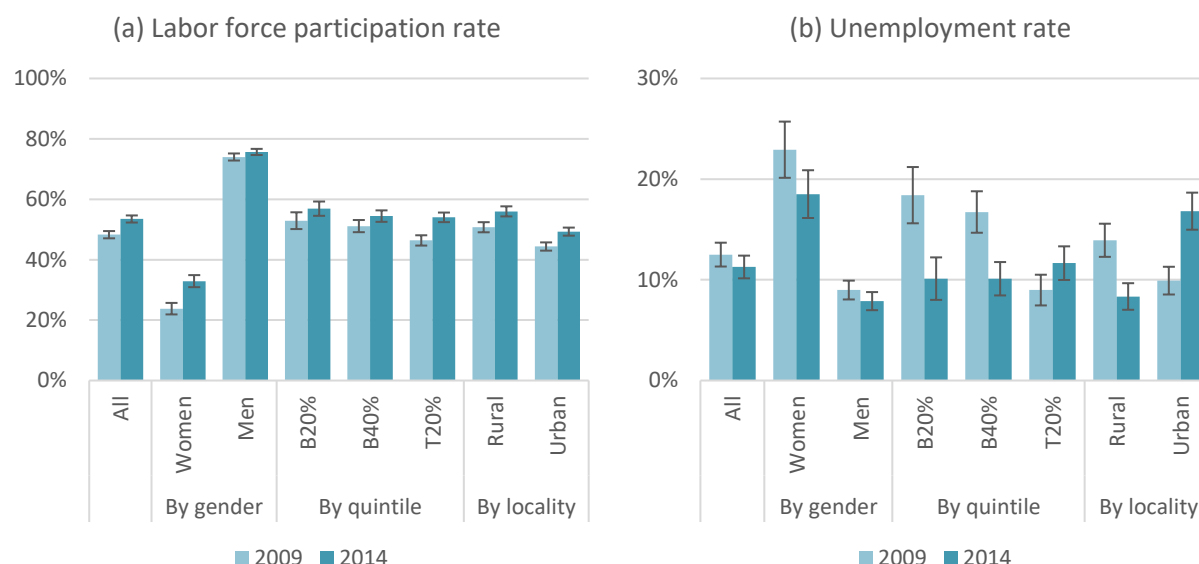 (a) Labor force participation rate
100%
80%
60%
40%
20%
0%
All
Women
Men
B20%
B40%
T20%
Rural
Urban
By gender
By quintile
By locality
2009
2014
(b) Unemployment rate
30%
20%
10%
0%
All
Women
Men
B20%
B40%
T20%
Rural
Urban
By gender
By quintile
By locality
2009
2014